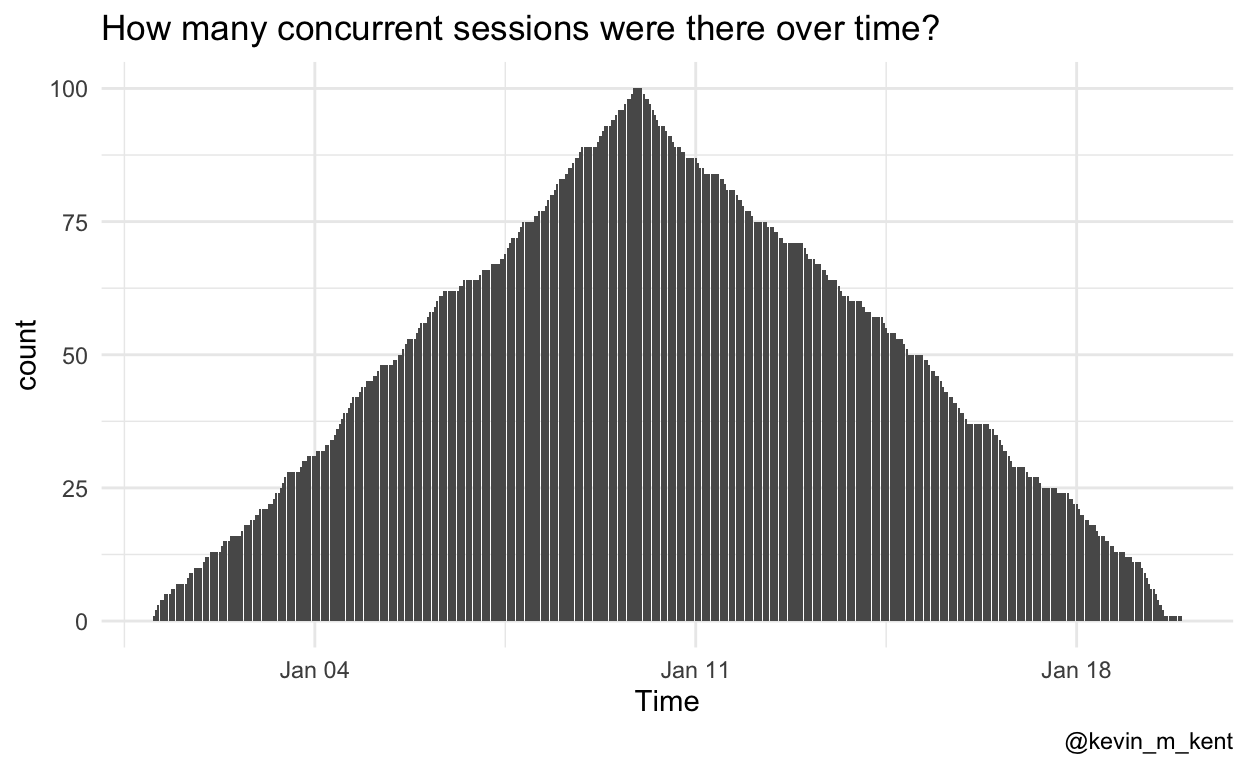 How many concurrent sessions were there over time?
100
75
50
25
0
count
Jan 04 Jan 11 Jan 18
Time
@kevin_m_kent